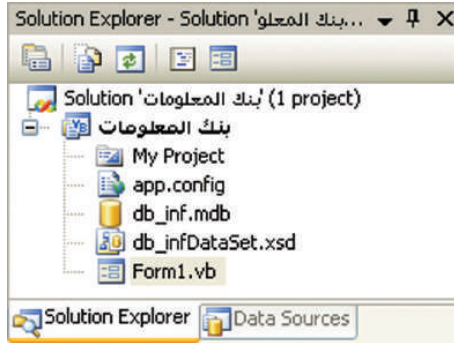 Solution Explorer - Solution 'بنك المعلو...
Solution 'بنك المعلومات' (1 project)
بنك المعلومات
My Project
app.config
db_inf.mdb
db_infDataSet.xsd
Form1.vb
Solution Explorer Data Sources